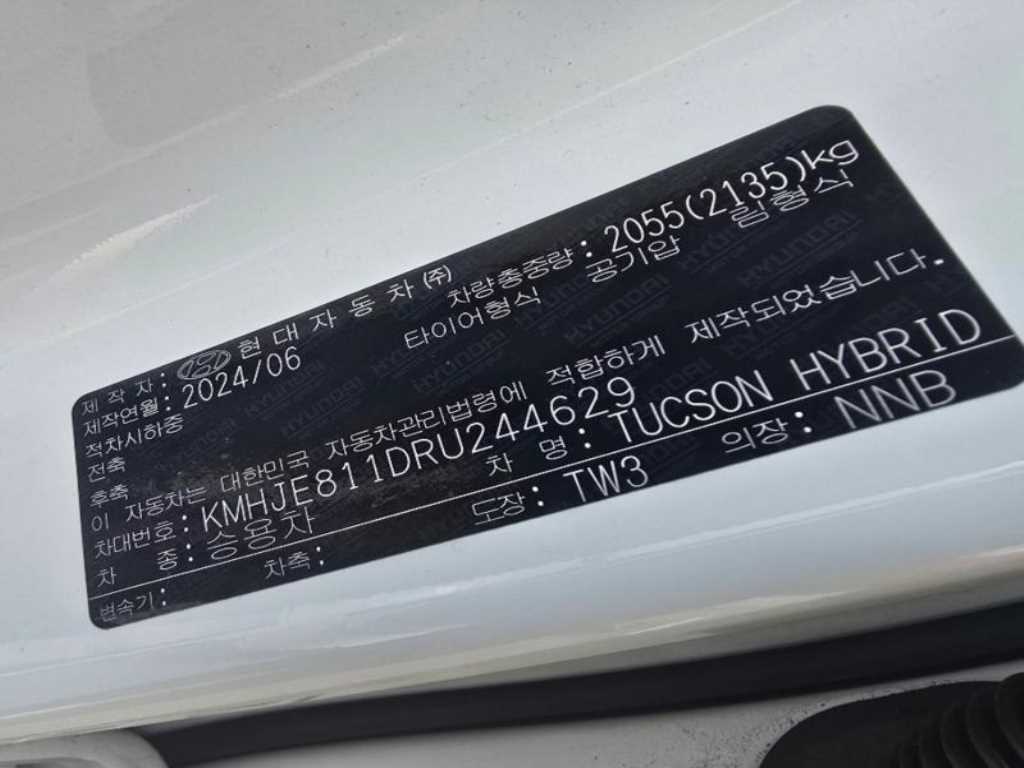 제작자: 현대자동차(주)
제작연월: 2024/06 차량총중량: 2055(2135)kg
적차시하중 타이어형식 공기압 림형식
전축
후축
이 자동차는 대한민국 자동차관리법령에 적합하게 제작되었습니다.
차대번호: KMHJE811DRU244629
차 종: 승용차 차 명: TUCSON HYBRID
변속기: 차축: 도장: TW3 의장: NNB